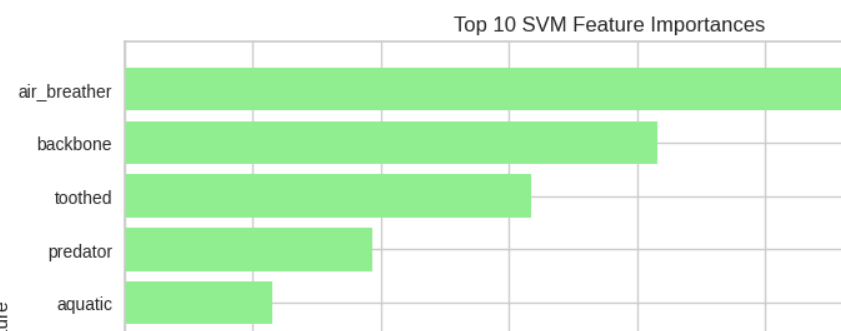 Top 10 SVM Feature Importances
air_breather
backbone
toothed
predator
aquatic